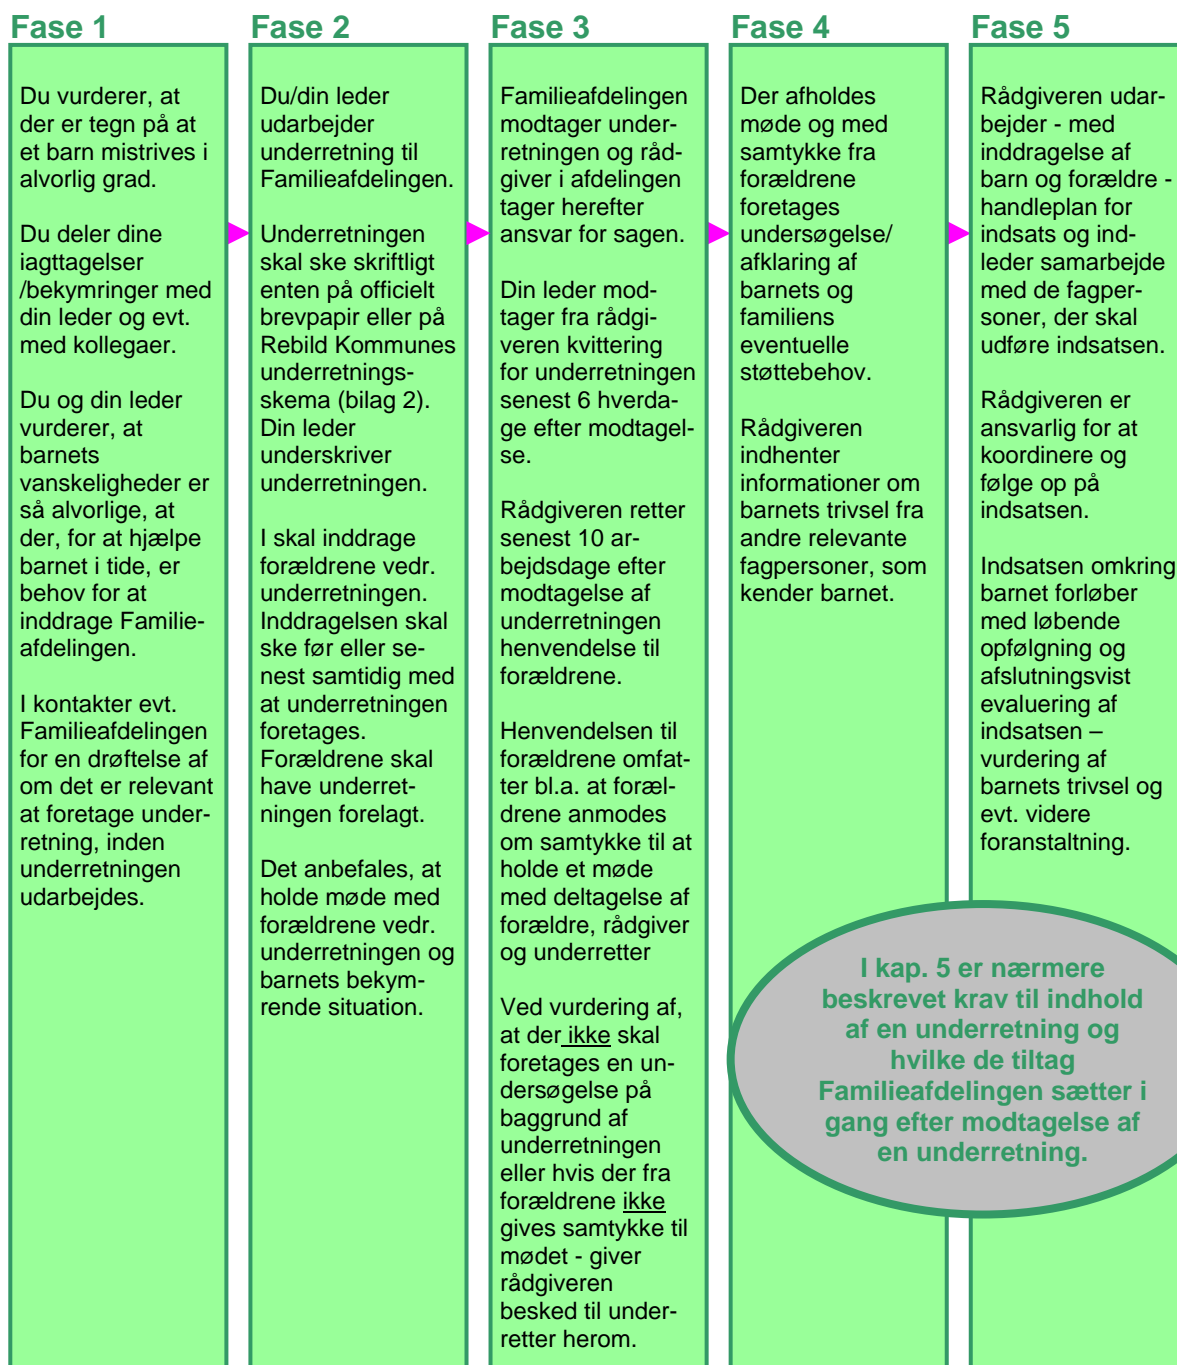 Fase 1
Du vurderer, at
der er tegn på at
et barn mistrives i
alvorlig grad.
Du deler dine
iagttagelser
/bekymringer med
din leder og evt.
med kollegaer.
Du og din leder
vurderer, at
barnets
vanskeligheder er
så alvorlige, at
der, for at hjælpe
barnet i tide, er
behov for at
inddrage Familie-
afdelingen.
I kontakter evt.
Familieafdelingen
for en drøftelse af
om det er relevant
at foretage under-
retning, inden
underretningen
udarbejdes.
Fase 2
Du/din leder
udarbejder
underretning til
Familieafdelingen.
Underretningen
skal ske skriftligt
enten på officielt
brevpapir eller på
Rebild Kommunes
underretnings-
skema (bilag 2).
Din leder
underskriver
underretningen.
I skal inddrage
forældrene vedr.
underretningen.
Inddragelsen skal
ske før eller se-
nest samtidig med
at underretningen
foretages.
Forældrene skal
have underret-
ningen forelagt.
Det anbefales, at
holde møde med
forældrene vedr.
underretningen og
barnets bekym-
rende situation.
Fase 3
Familieafdelingen
modtager under-
retningen og råd-
giver i afdelingen
tager herefter
ansvar for sagen.
Din leder mod-
tager fra rådgi-
veren kvittering
for underretningen
senest 6 hverda-
ge efter modtagel-
se.
Rådgiveren retter
senest 10 ar-
bejdsdage efter
modtagelse af
underretningen
henvendelse til
forældrene.
Henvendelsen til
forældrene omfat-
ter bl.a. at foræl-
drene anmodes
om samtykke til at
holde et møde
med deltagelse af
forældre, rådgiver
og underretter
Ved vurdering af,
at der ikke skal
foretages en un-
dersøgelse på
baggrund af
underretningen
eller hvis der fra
forældrene ikke
gives samtykke til
mødet - giver
rådgiveren
besked til under-
retter herom.
Fase 4
Der afholdes
møde og med
samtykke fra
forældrene
foretages
undersøgelse/
afklaring af
barnets og
familiens
eventuelle
støttebehov.
Rådgiveren
indhenter
informationer om
barnets trivsel fra
andre relevante
fagpersoner, som
kender barnet.
Fase 5
Rådgiveren udar-
bejder - med
inddragelse af
barn og forældre -
handleplan for
indsats og ind-
leder samarbejde
med de fagper-
soner, der skal
udføre indsatsen.
Rådgiveren er
ansvarlig for at
koordinere og
følge op på
indsatsen.
Indsatsen omkring
barnet forløber
med løbende
opfølgning og
afslutningsvist
evaluering af
indsatsen –
vurdering af
barnets trivsel og
evt. videre
foranstaltning.
I kap. 5 er nærmere
beskrevet krav til indhold
af en underretning og
hvilke de tiltag
Familieafdelingen sætter i
gang efter modtagelse af
en underretning.